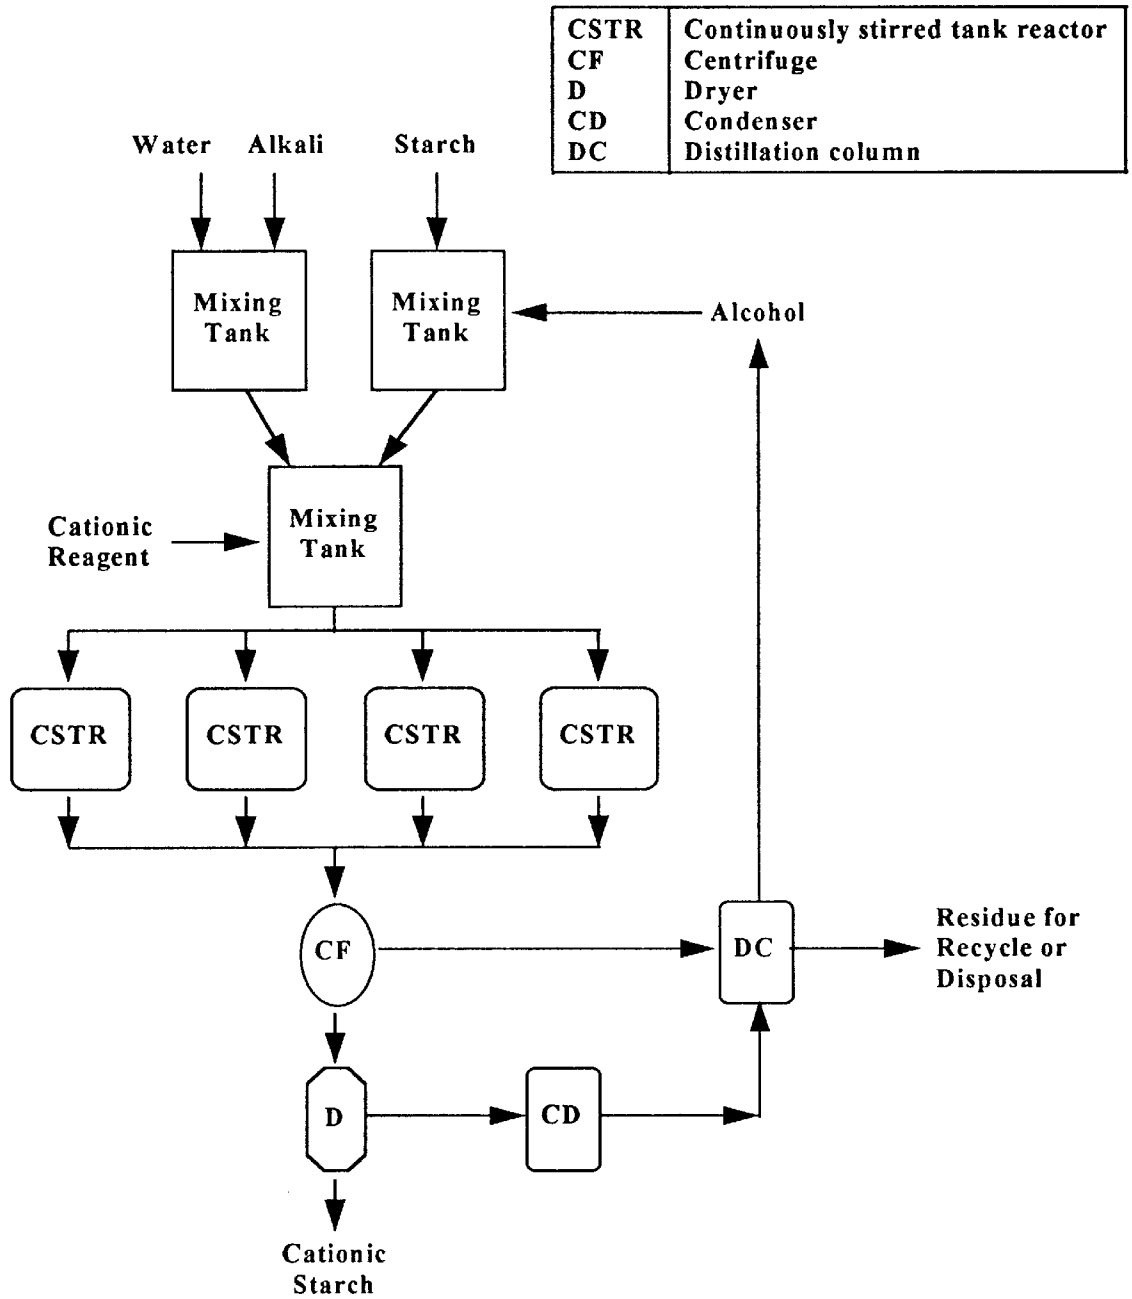 CSTR Continuously stirred tank reactor
CF Centrifuge
D Dryer
CD Condenser
DC Distillation column
Water Alkali Starch
Mixing
Tank
Mixing
Tank
Alcohol
Mixing
Tank
Cationic
Reagent
CSTR CSTR CSTR CSTR
CF
DC
Residue for
Recycle or
Disposal
D
CD
Cationic
Starch